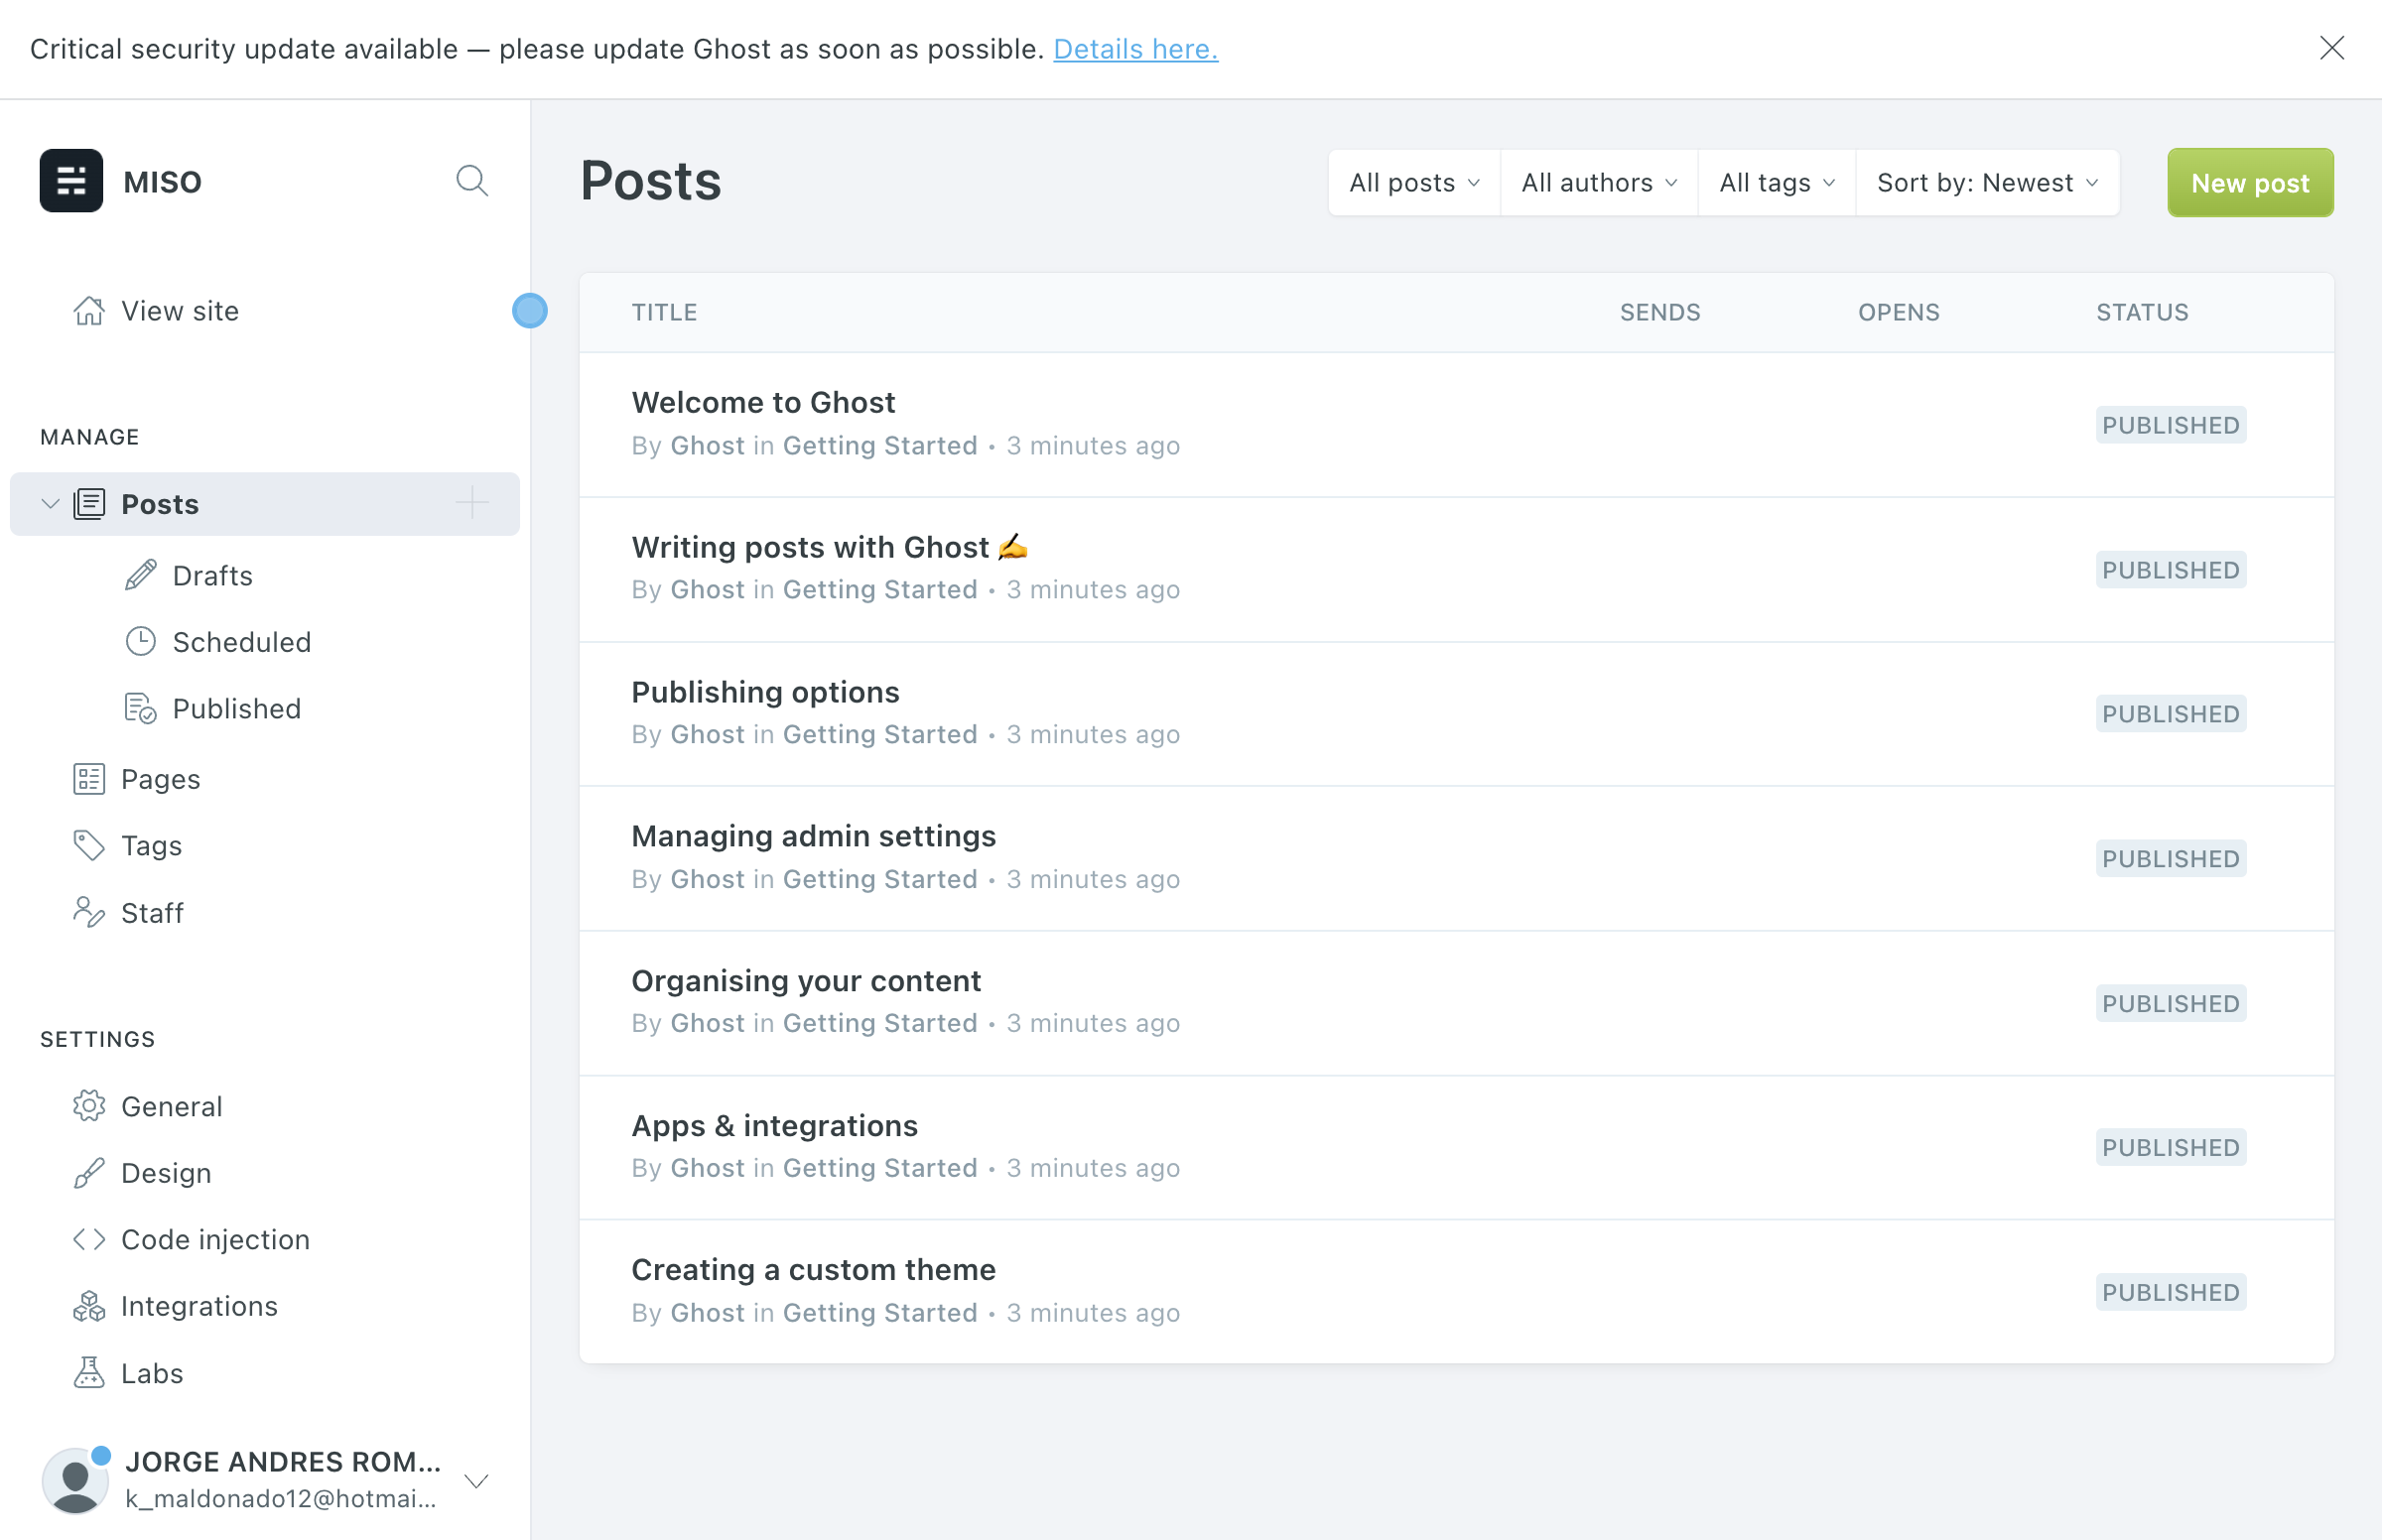 Critical security update available — please update Ghost as soon as possible. Details here.
MISO
View site
MANAGE
Posts
Drafts
Scheduled
Published
Pages
Tags
Staff
SETTINGS
General
Design
Code injection
Integrations
Labs
JORGE ANDRES ROM...
k_maldonado12@hotmai...
Posts
All posts
All authors
All tags
Sort by: Newest
New post
TITLE SENDS OPENS STATUS
Welcome to Ghost
By Ghost in Getting Started • 3 minutes ago
PUBLISHED
Writing posts with Ghost ✍️
By Ghost in Getting Started • 3 minutes ago
PUBLISHED
Publishing options
By Ghost in Getting Started • 3 minutes ago
PUBLISHED
Managing admin settings
By Ghost in Getting Started • 3 minutes ago
PUBLISHED
Organising your content
By Ghost in Getting Started • 3 minutes ago
PUBLISHED
Apps & integrations
By Ghost in Getting Started • 3 minutes ago
PUBLISHED
Creating a custom theme
By Ghost in Getting Started • 3 minutes ago
PUBLISHED